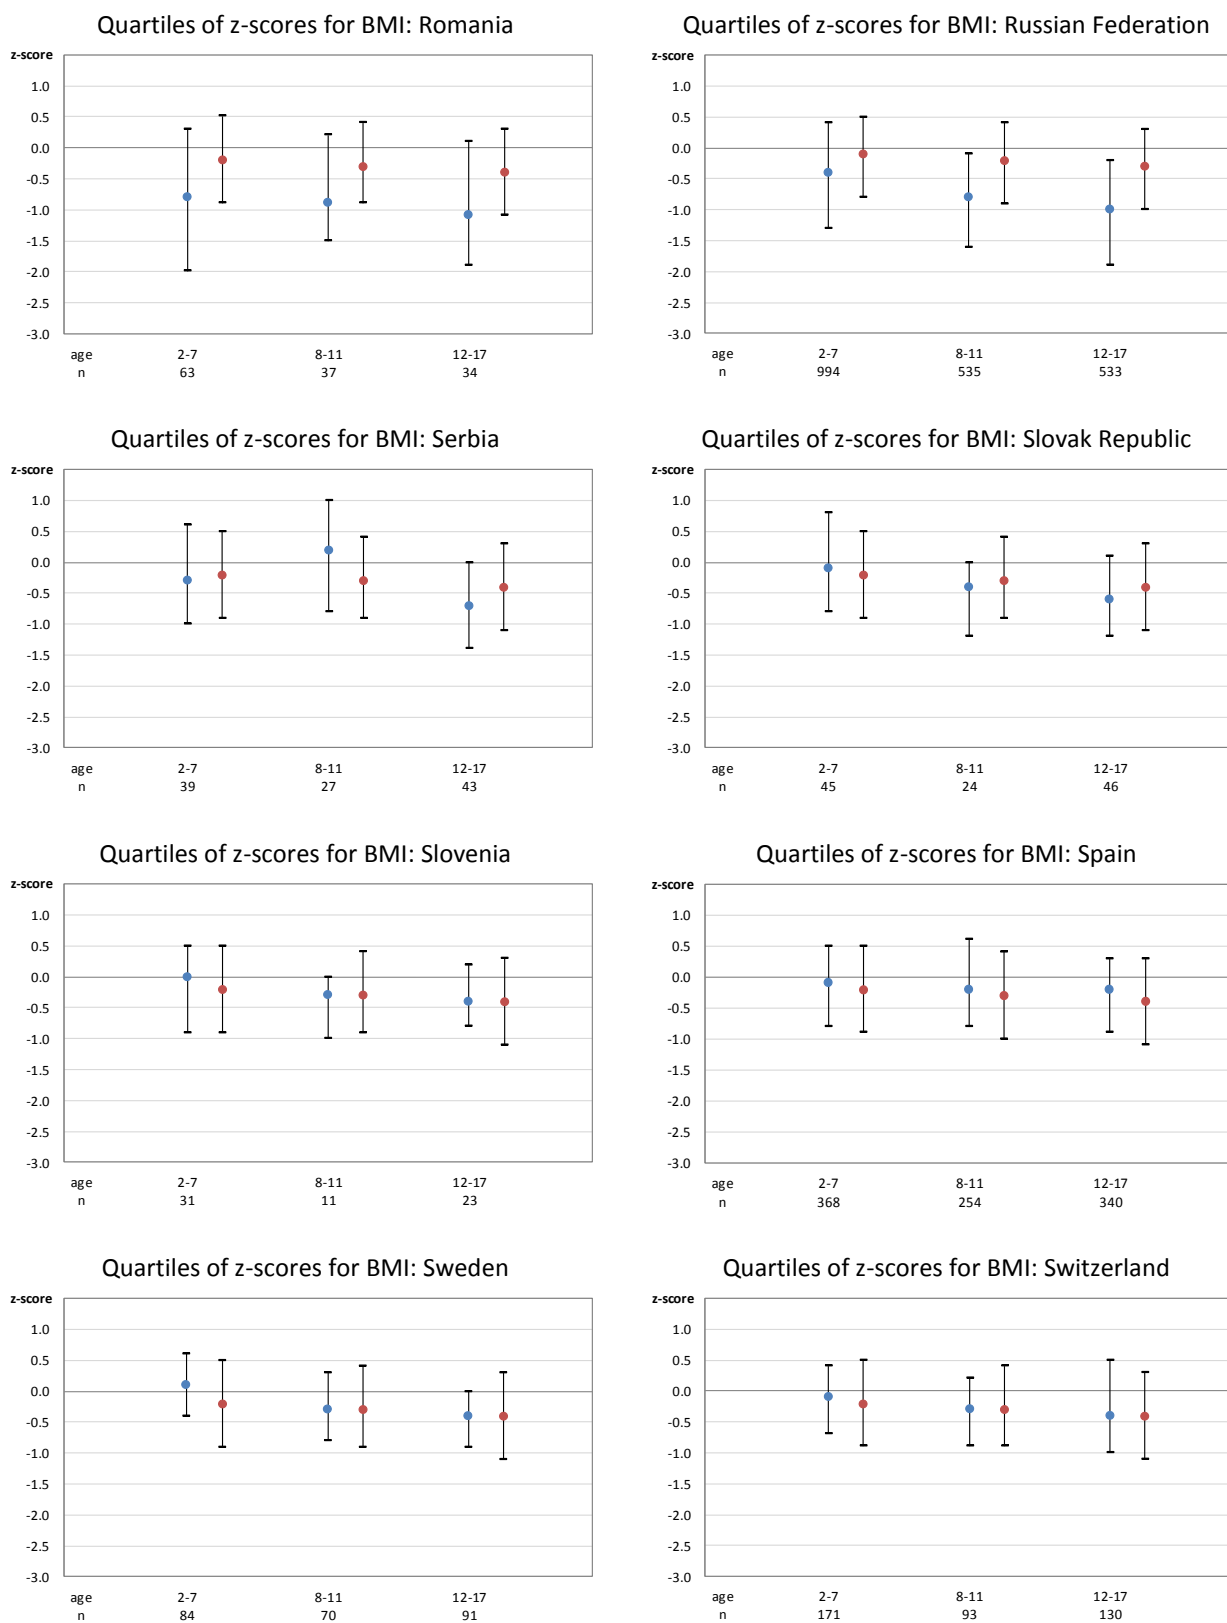 Quartiles of z-scores for BMI: Romania
z-score
1.0
0.5
0.0
-0.5
-1.0
-1.5
-2.0
-2.5
-3.0
age 2-7 8-11 12-17
n 63 37 34
Quartiles of z-scores for BMI: Russian Federation
z-score
1.0
0.5
0.0
-0.5
-1.0
-1.5
-2.0
-2.5
-3.0
age 2-7 8-11 12-17
n 994 535 533
Quartiles of z-scores for BMI: Serbia
z-score
1.0
0.5
0.0
-0.5
-1.0
-1.5
-2.0
-2.5
-3.0
age 2-7 8-11 12-17
n 39 27 43
Quartiles of z-scores for BMI: Slovak Republic
z-score
1.0
0.5
0.0
-0.5
-1.0
-1.5
-2.0
-2.5
-3.0
age 2-7 8-11 12-17
n 45 24 46
Quartiles of z-scores for BMI: Slovenia
z-score
1.0
0.5
0.0
-0.5
-1.0
-1.5
-2.0
-2.5
-3.0
age 2-7 8-11 12-17
n 31 11 23
Quartiles of z-scores for BMI: Spain
z-score
1.0
0.5
0.0
-0.5
-1.0
-1.5
-2.0
-2.5
-3.0
age 2-7 8-11 12-17
n 368 254 340
Quartiles of z-scores for BMI: Sweden
z-score
1.0
0.5
0.0
-0.5
-1.0
-1.5
-2.0
-2.5
-3.0
age 2-7 8-11 12-17
n 84 70 91
Quartiles of z-scores for BMI: Switzerland
z-score
1.0
0.5
0.0
-0.5
-1.0
-1.5
-2.0
-2.5
-3.0
age 2-7 8-11 12-17
n 171 93 130